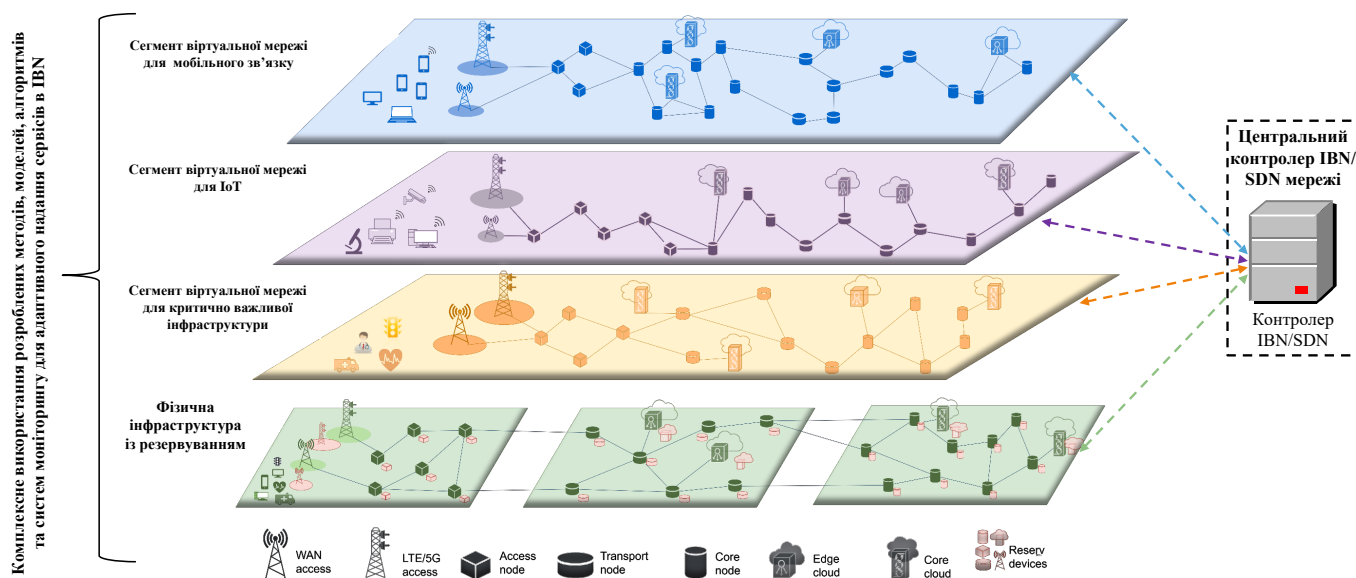 Комплексне використання розроблених методів, моделей, алгоритмів
та систем моніторингу для адаптивного надання сервісів в IBN
Сегмент віртуальної мережі
для мобільного зв’язку
Сегмент віртуальної мережі
для IoT
Сегмент віртуальної мережі
для критично важливої
інфраструктури
Фізична
інфраструктура
із резервуванням
Центральний
контролер IBN/
SDN мережі
Контролер
IBN/SDN
WAN
access
LTE/5G
access
Access
node
Transport
node
Core
node
Edge
cloud
Core
cloud
Reserv
devices